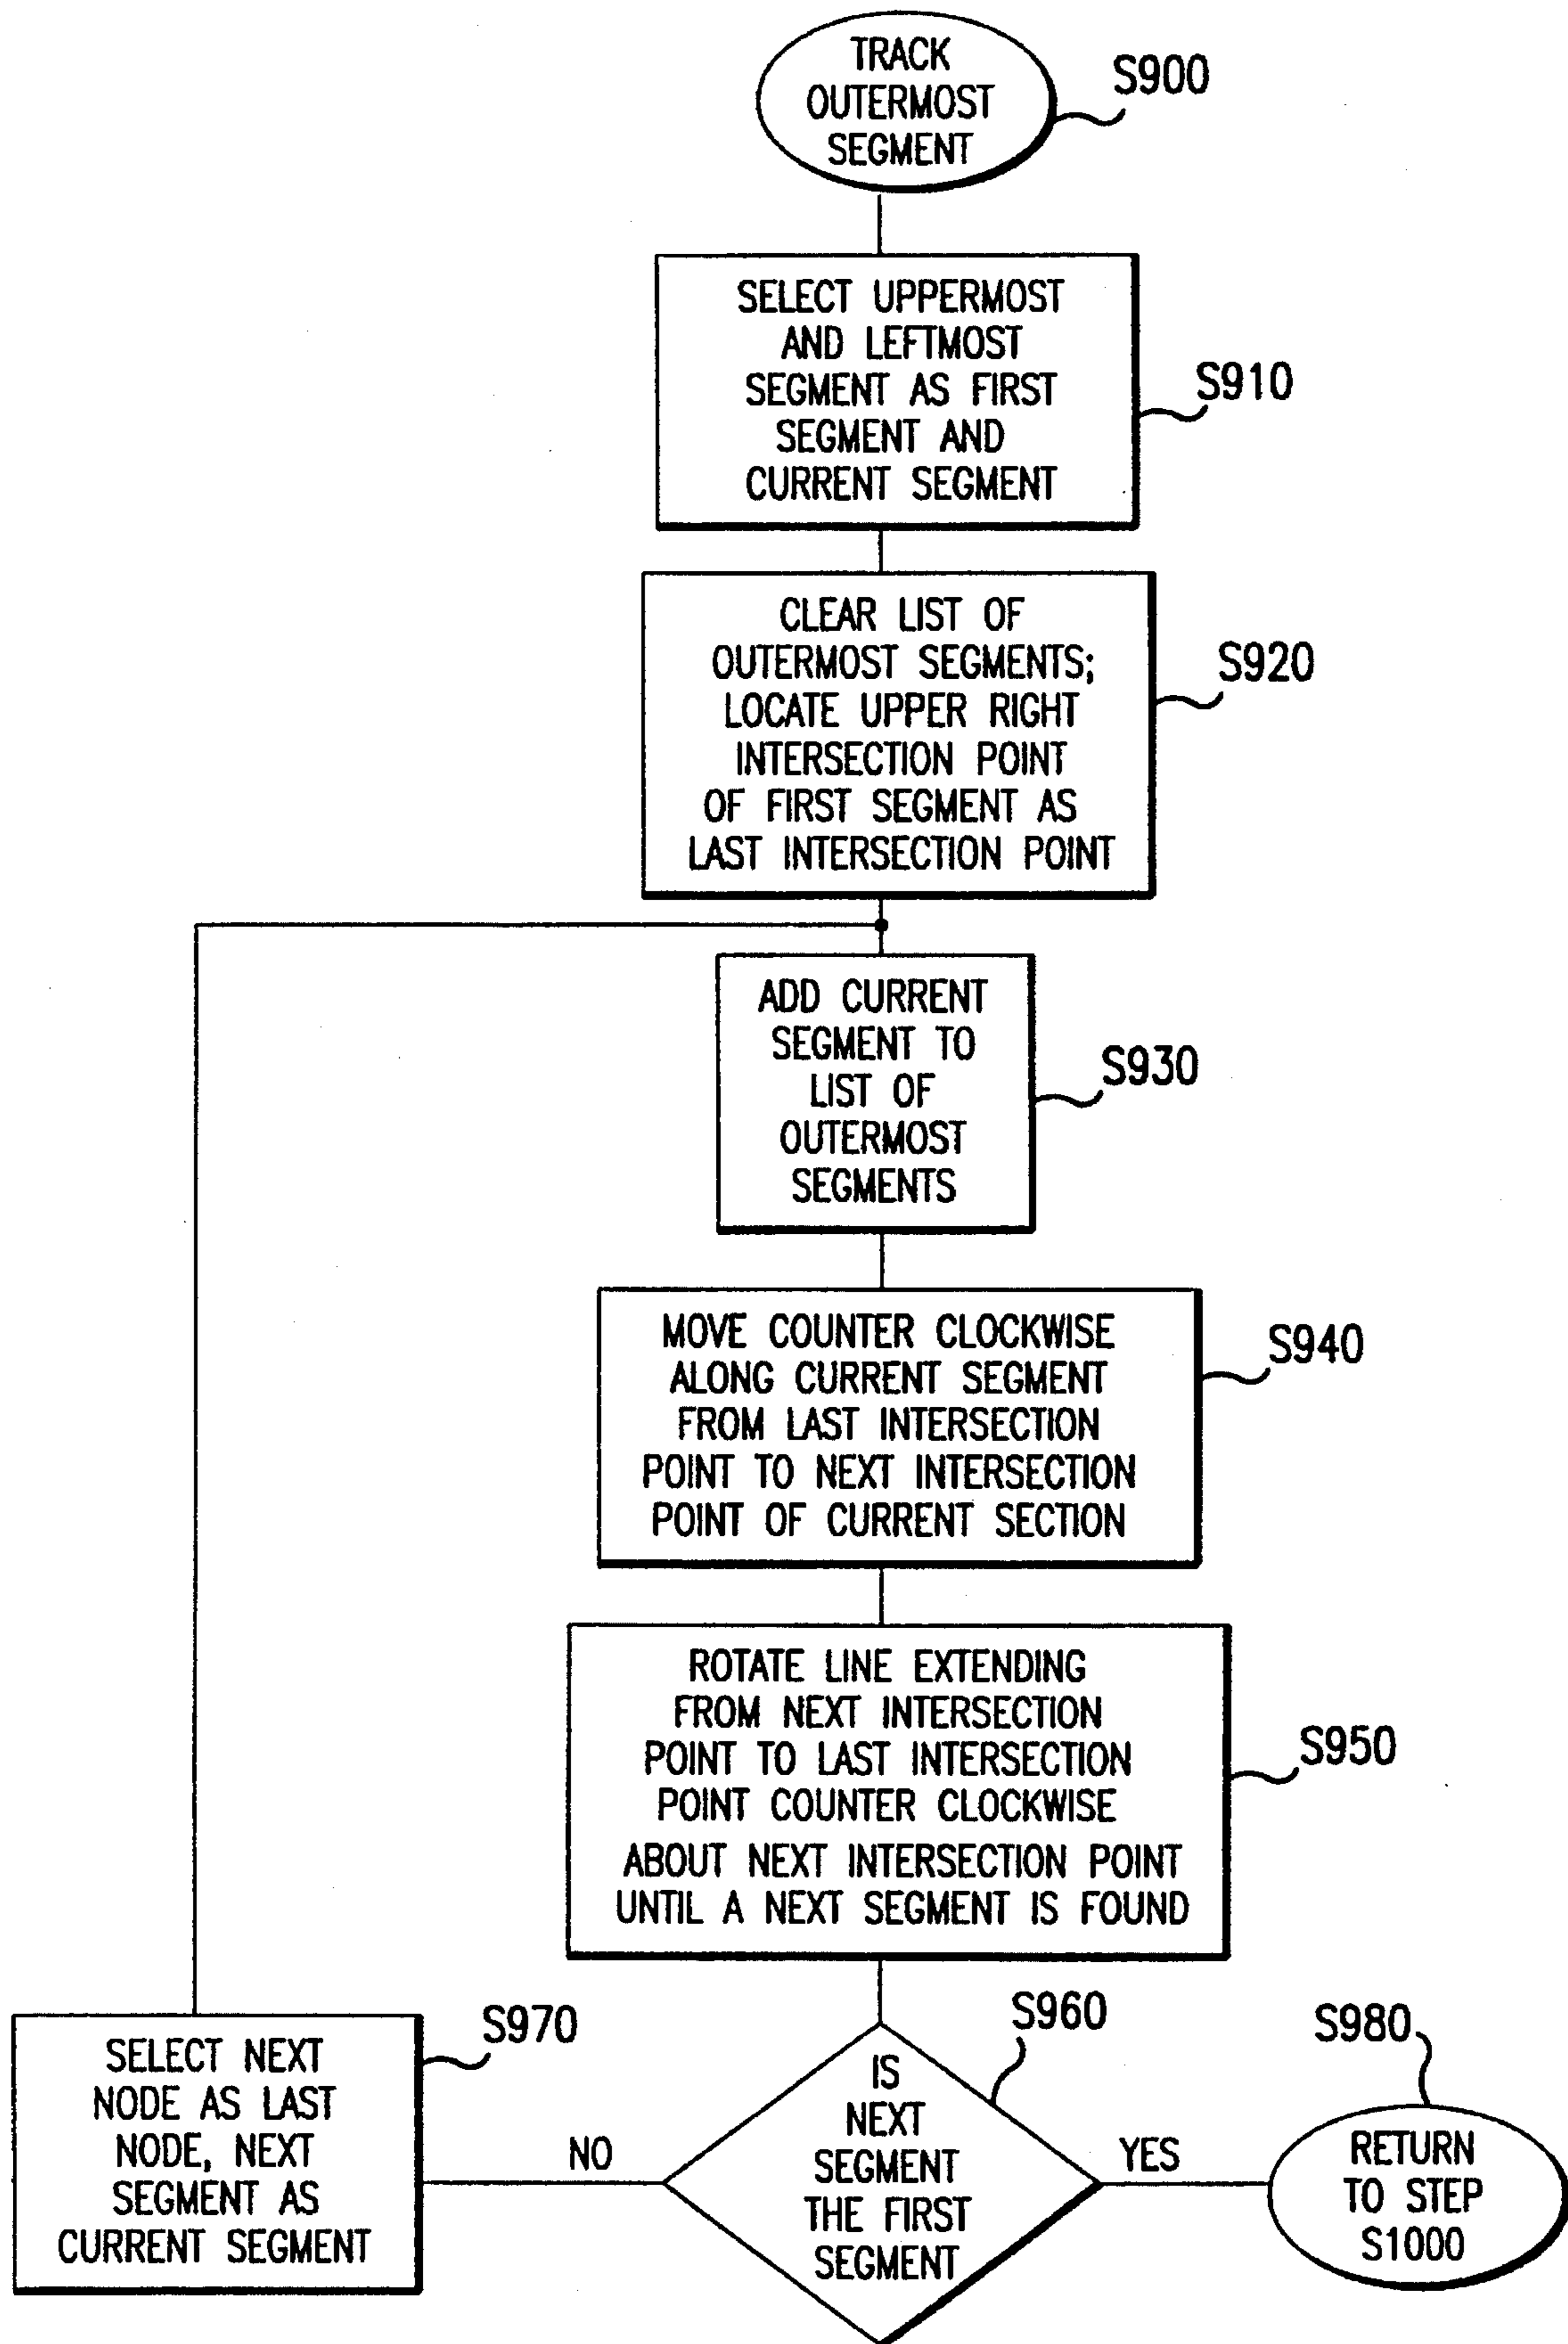 TRACK
OUTERMOST
SEGMENT
S900
SELECT UPPERMOST
AND LEFTMOST
SEGMENT AS FIRST
SEGMENT AND
CURRENT SEGMENT
S910
CLEAR LIST OF
OUTERMOST SEGMENTS;
LOCATE UPPER RIGHT
INTERSECTION POINT
OF FIRST SEGMENT AS
LAST INTERSECTION POINT
S920
ADD CURRENT
SEGMENT TO
LIST OF
OUTERMOST
SEGMENTS
S930
MOVE COUNTER CLOCKWISE
ALONG CURRENT SEGMENT
FROM LAST INTERSECTION
POINT TO NEXT INTERSECTION
POINT OF CURRENT SECTION
S940
ROTATE LINE EXTENDING
FROM NEXT INTERSECTION
POINT TO LAST INTERSECTION
POINT COUNTER CLOCKWISE
ABOUT NEXT INTERSECTION POINT
UNTIL A NEXT SEGMENT IS FOUND
S950
IS
NEXT
SEGMENT
THE FIRST
SEGMENT
S960
NO
SELECT NEXT
NODE AS LAST
NODE, NEXT
SEGMENT AS
CURRENT SEGMENT
S970
YES
RETURN
TO STEP
S1000
S980